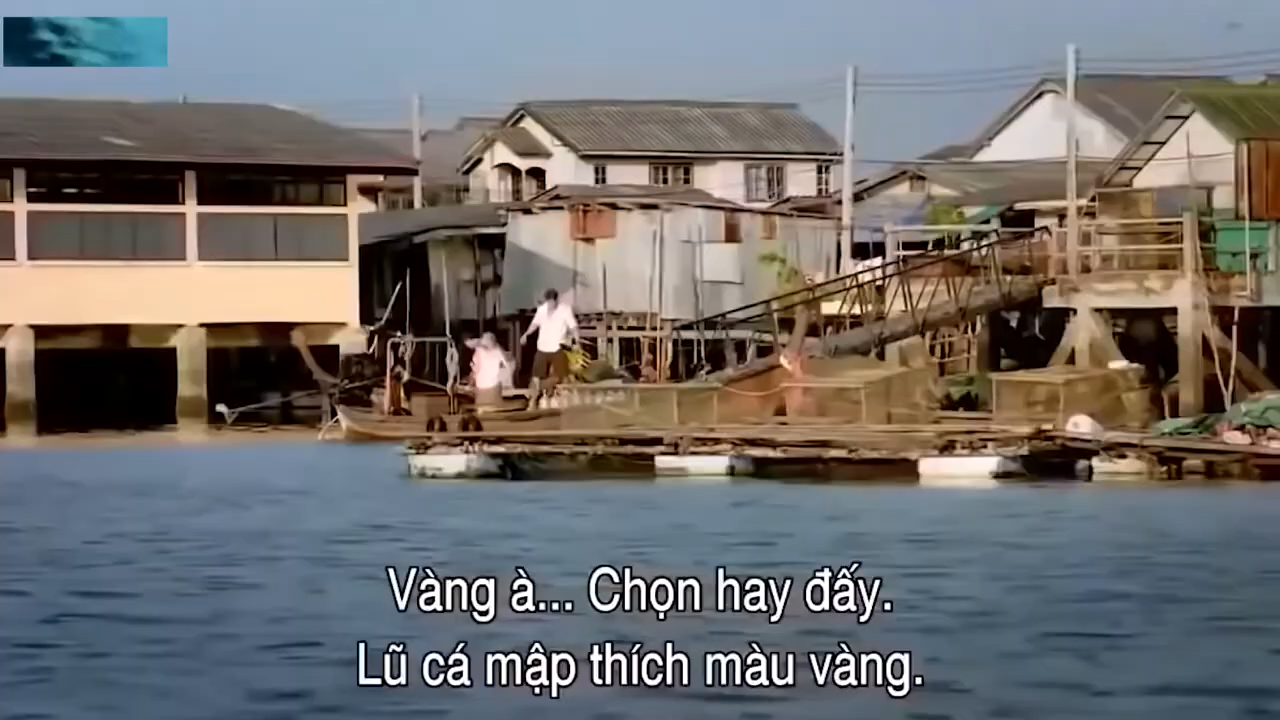 Vàng à... Chọn hay đấy.
Lũ cá mập thích màu vàng.